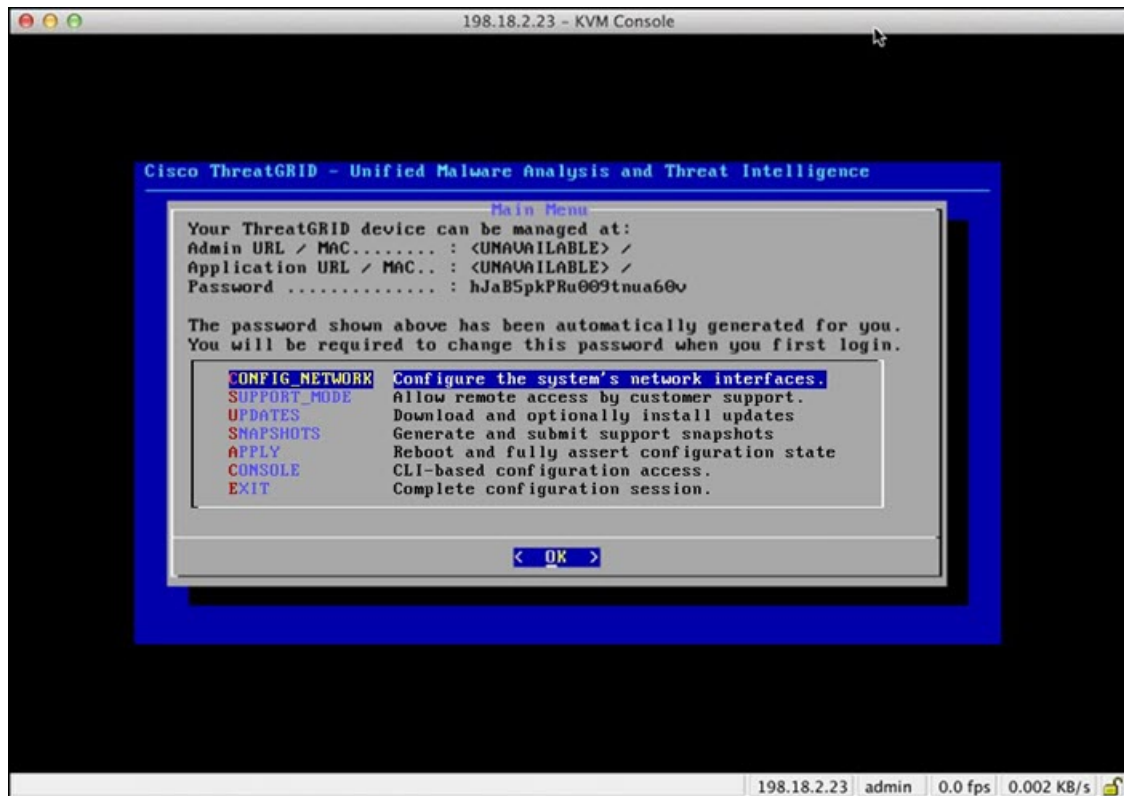 198.18.2.23 – KVM Console
Cisco ThreatGRID - Unified Malware Analysis and Threat Intelligence
Main Menu
Your ThreatGRID device can be managed at:
Admin URL / MAC........ : <UNAVAILABLE> /
Application URL / MAC.. : <UNAVAILABLE> /
Password .............. : hJaBSpkPRu009tnua60v
The password shown above has been automatically generated for you.
You will be required to change this password when you first login.
CONFIG_NETWORK Configure the system's network interfaces.
SUPPORT_MODE Allow remote access by customer support.
UPDATES Download and optionally install updates
SNAPSHOTS Generate and submit support snapshots
APPLY Reboot and fully assert configuration state
CONSOLE CLI-based configuration access.
EXIT Complete configuration session.
< OK >
198.18.2.23 admin 0.0 fps 0.002 KB/s